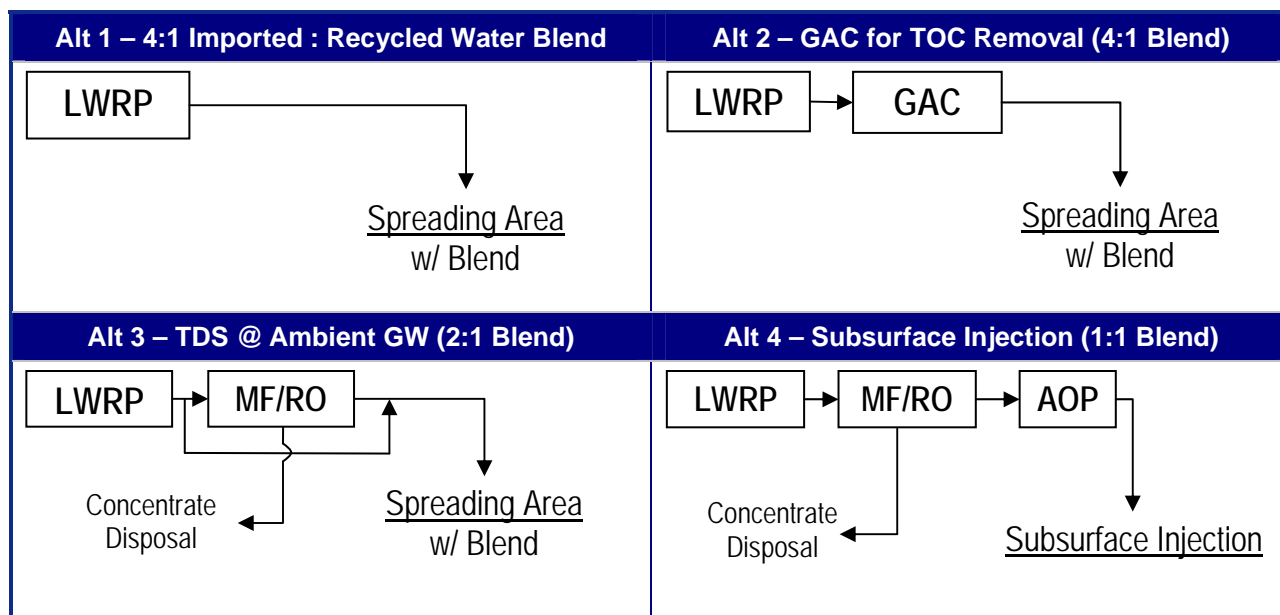 Alt 1 – 4:1 Imported : Recycled Water Blend
LWRP
Spreading Area
w/ Blend
Alt 2 – GAC for TOC Removal (4:1 Blend)
LWRP
GAC
Spreading Area
w/ Blend
Alt 3 – TDS @ Ambient GW (2:1 Blend)
LWRP
MF/RO
Concentrate
Disposal
Spreading Area
w/ Blend
Alt 4 – Subsurface Injection (1:1 Blend)
LWRP
MF/RO
AOP
Concentrate
Disposal
Subsurface Injection